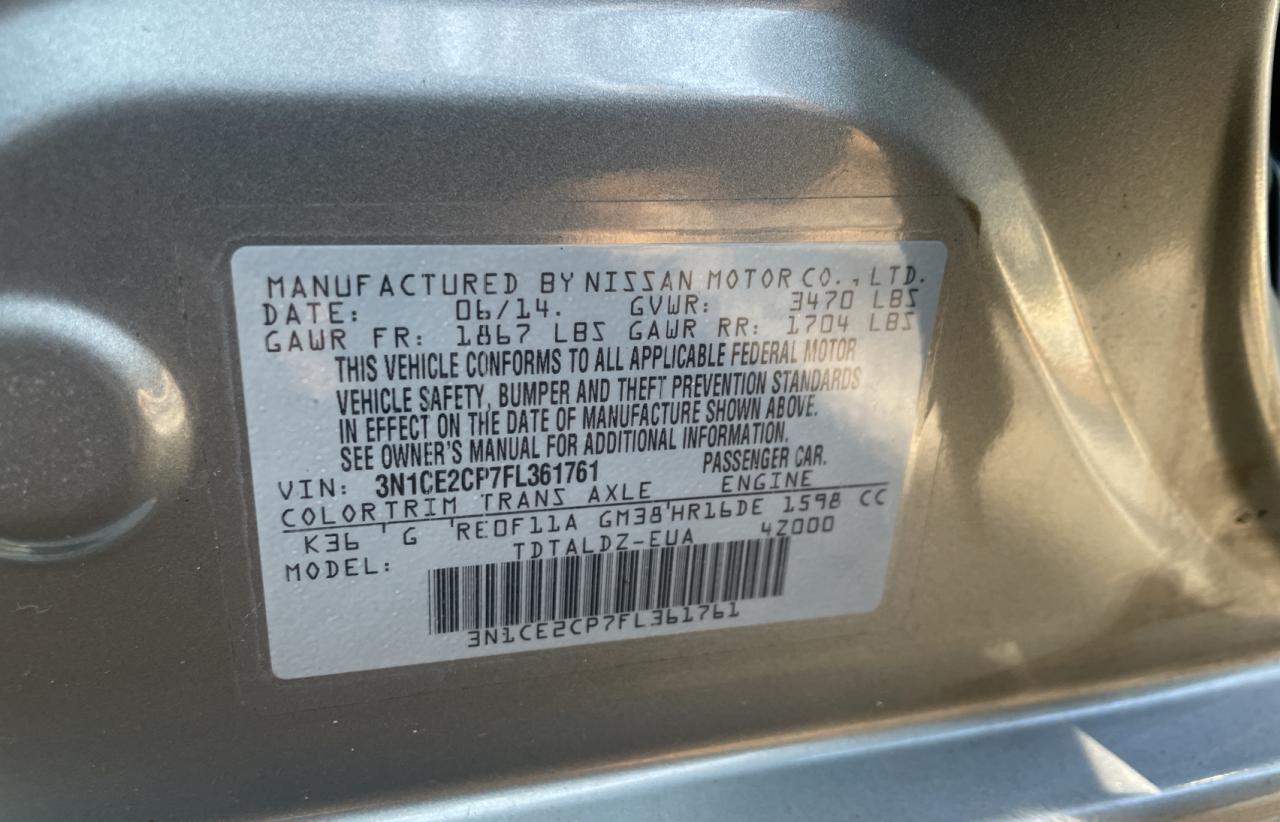 MANUFACTURED BY NISSAN MOTOR CO., LTD.
DATE: 06/14. GVWR: 3470 LBS
GAWR FR: 1867 LBS GAWR RR: 1704 LBS
THIS VEHICLE CONFORMS TO ALL APPLICABLE FEDERAL MOTOR
VEHICLE SAFETY, BUMPER AND THEFT PREVENTION STANDARDS
IN EFFECT ON THE DATE OF MANUFACTURE SHOWN ABOVE.
SEE OWNER'S MANUAL FOR ADDITIONAL INFORMATION.
VIN: 3N1CE2CP7FL361761 PASSENGER CAR.
COLOR TRIM TRANS AXLE ENGINE
K36 G RE0F11A GM38 HR16DE 1598 CC
MODEL: TDTALDZ-EUA 4Z000
3N1CE2CP7FL361761